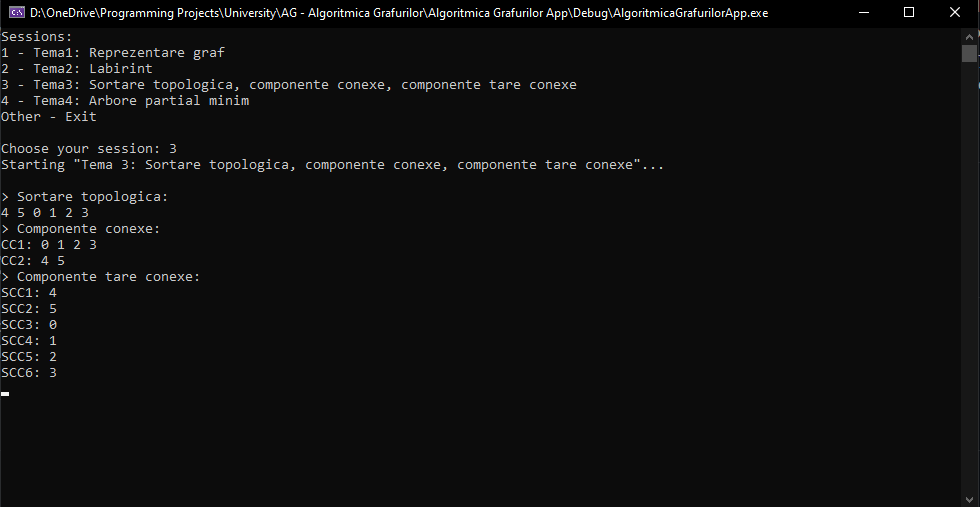 D:\OneDrive\Programming Projects\University\AG - Algoritmica Grafurilor\Algoritmica Grafurilor App\Debug\AlgoritmicaGrafurilorApp.exe
Sessions:
1 - Tema1: Reprezentare graf
2 - Tema2: Labirint
3 - Tema3: Sortare topologica, componente conexe, componente tare conexe
4 - Tema4: Arbore partial minim
Other - Exit

Choose your session: 3
Starting "Tema 3: Sortare topologica, componente conexe, componente tare conexe"...

> Sortare topologica:
4 5 0 1 2 3
> Componente conexe:
CC1: 0 1 2 3
CC2: 4 5
> Componente tare conexe:
SCC1: 4
SCC2: 5
SCC3: 0
SCC4: 1
SCC5: 2
SCC6: 3